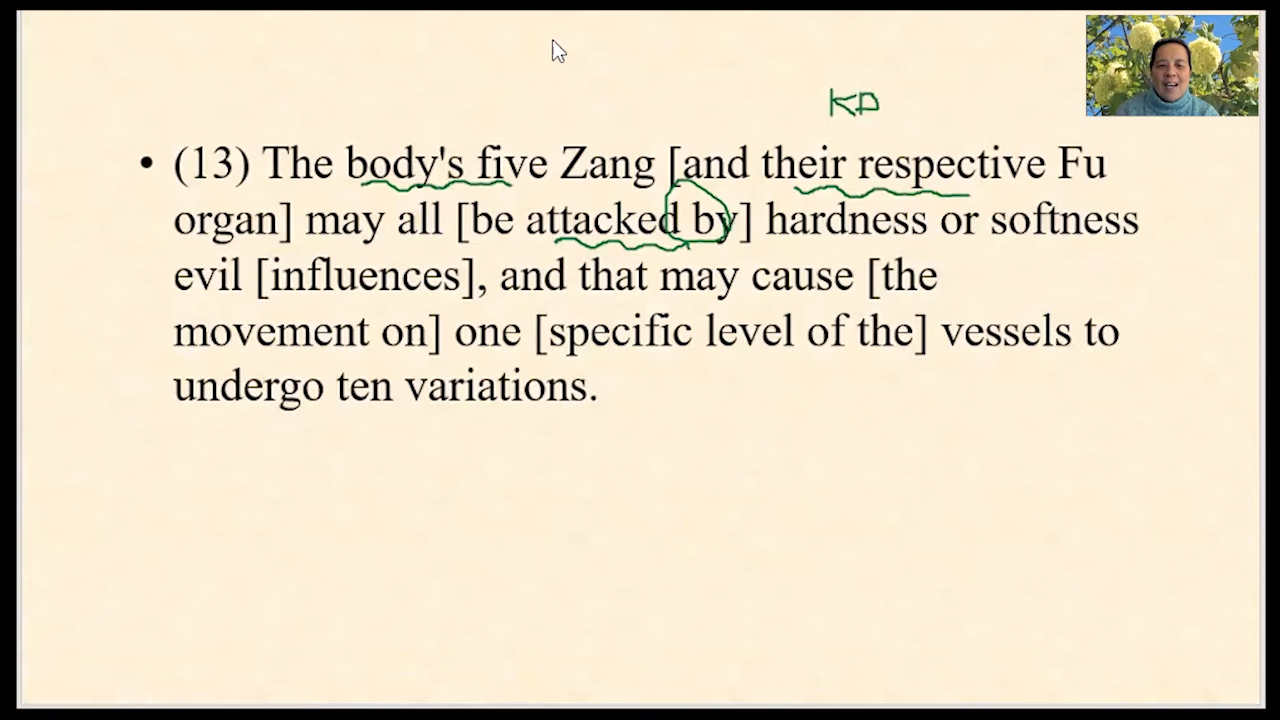 KD
• (13) The body's five Zang [and their respective Fu
organ] may all [be attacked by] hardness or softness
evil [influences], and that may cause [the
movement on] one [specific level of the] vessels to
undergo ten variations.